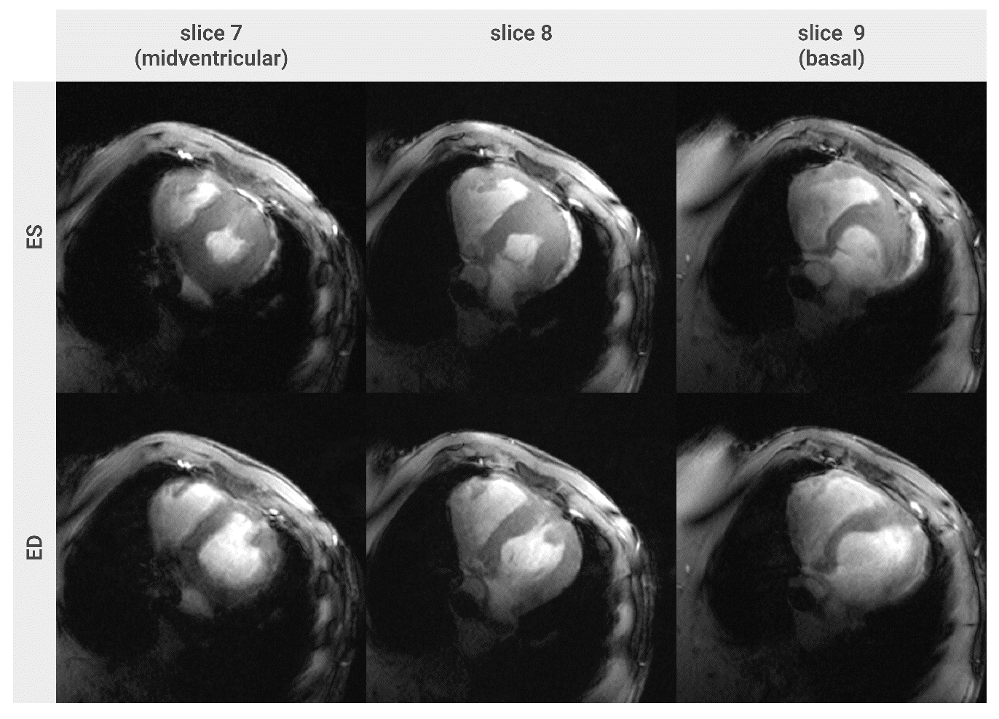 slice 7
(midventricular)
slice 8
slice 9
(basal)
ES
ED